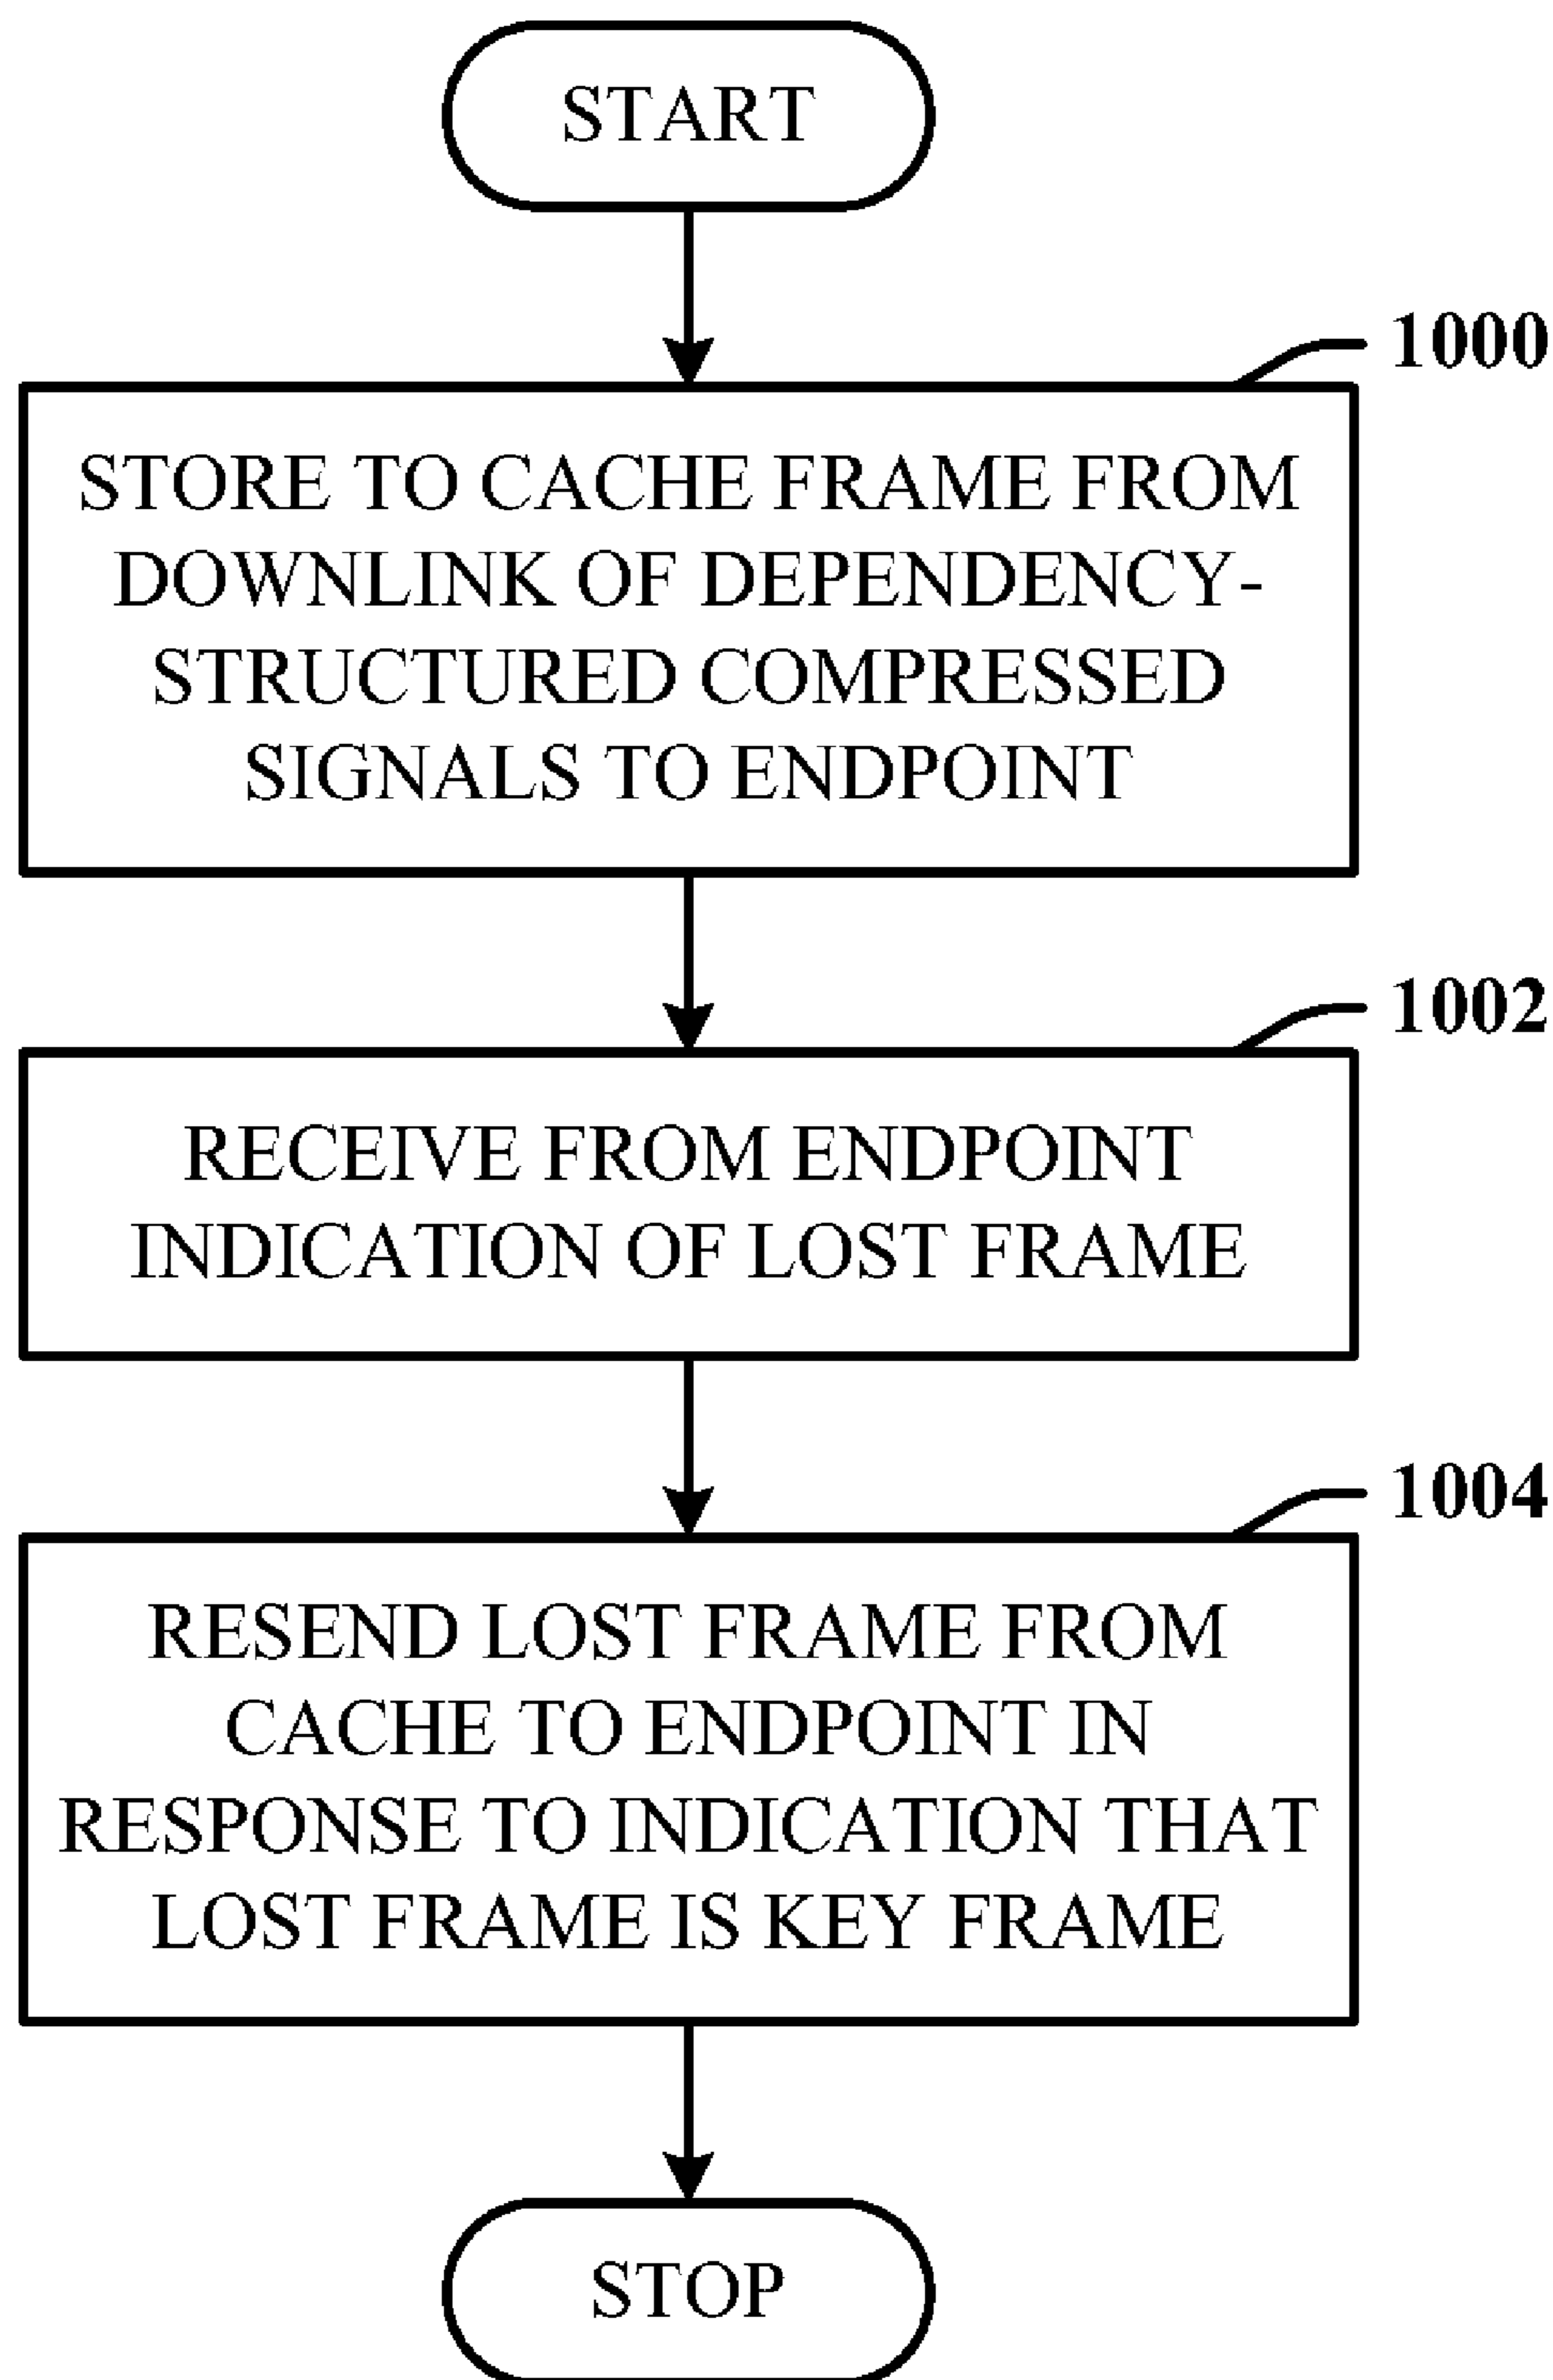 START
1000
STORE TO CACHE FRAME FROM
DOWNLINK OF DEPENDENCY-
STRUCTURED COMPRESSED
SIGNALS TO ENDPOINT
1002
RECEIVE FROM ENDPOINT
INDICATION OF LOST FRAME
1004
RESEND LOST FRAME FROM
CACHE TO ENDPOINT IN
RESPONSE TO INDICATION THAT
LOST FRAME IS KEY FRAME
STOP